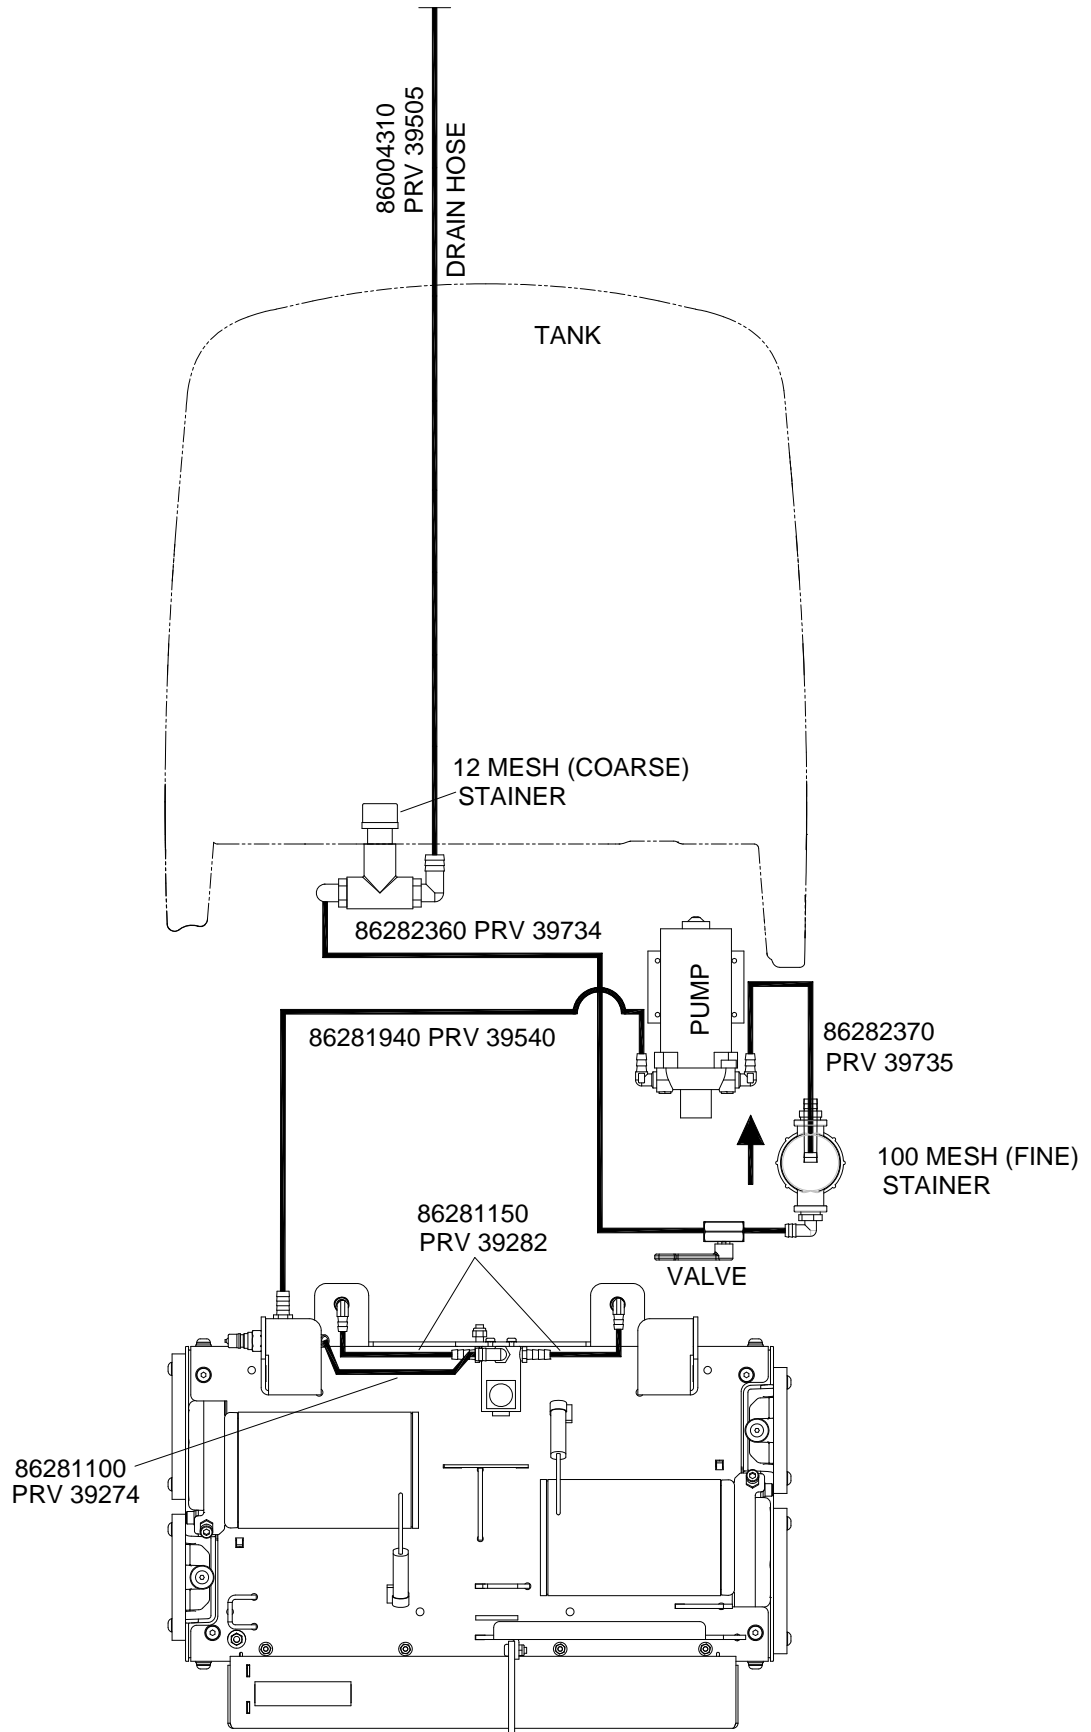 86004310
PRV 39505
DRAIN HOSE
TANK
12 MESH (COARSE)
STAINER
86282360 PRV 39734
PUMP
86281940 PRV 39540
86282370
PRV 39735
100 MESH (FINE)
STAINER
86281150
PRV 39282
VALVE
86281100
PRV 39274